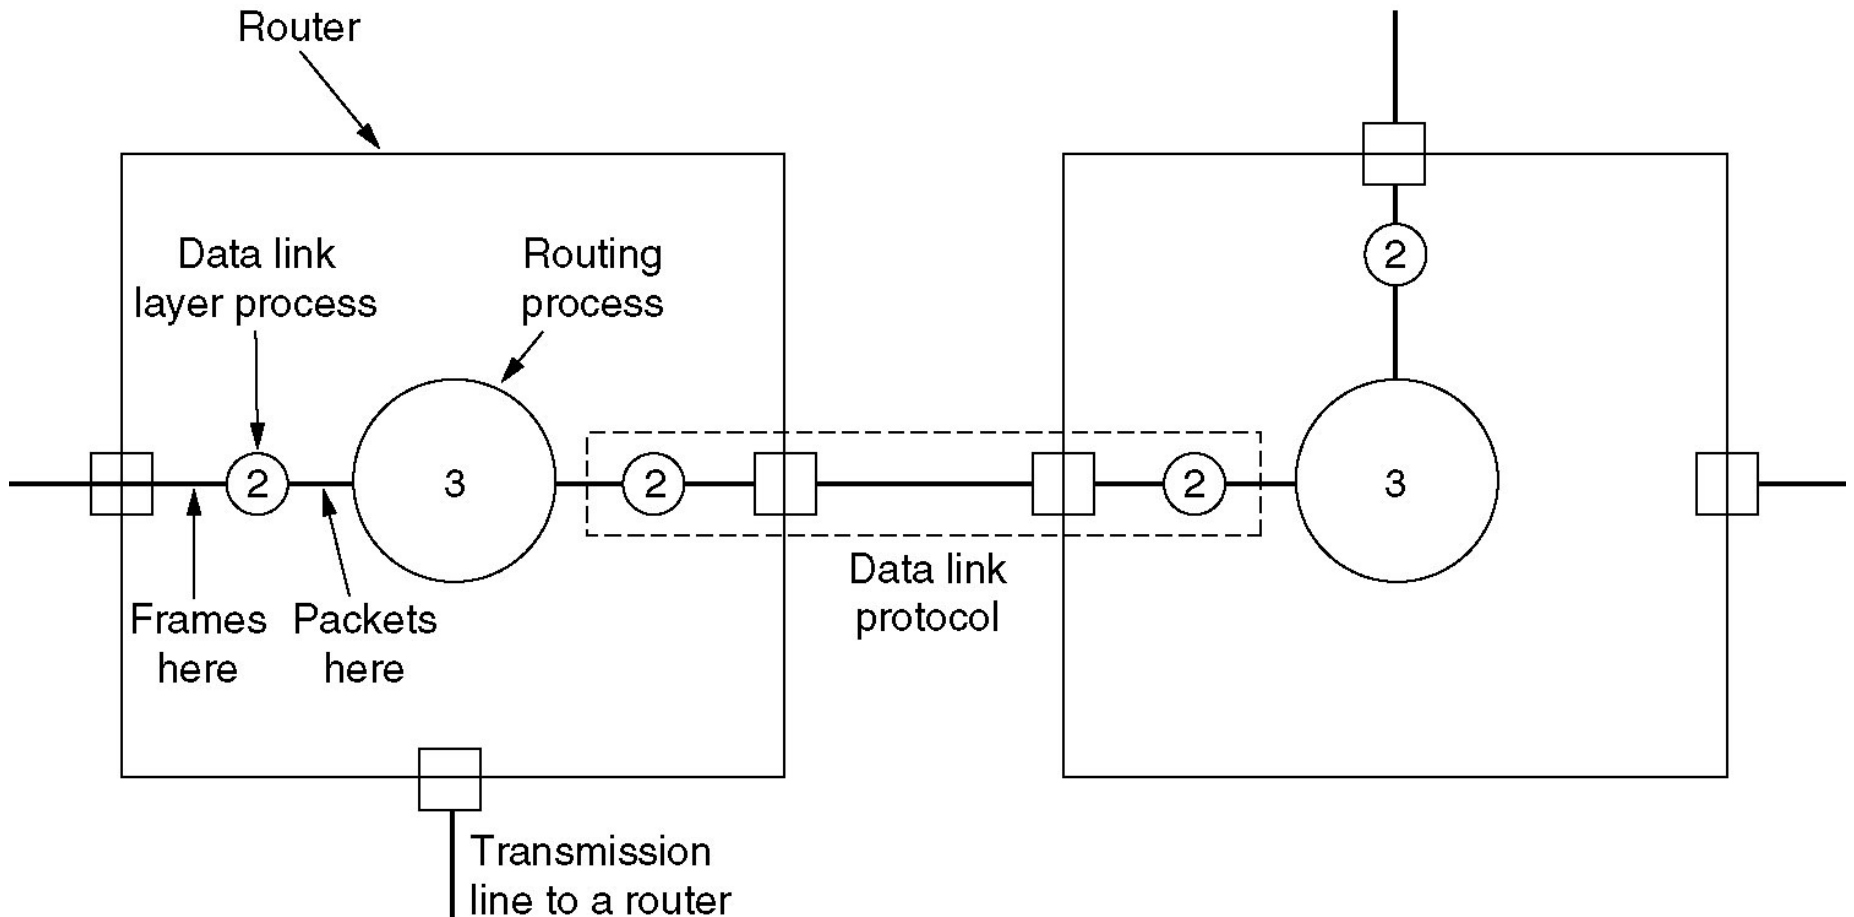 Router
Data link
layer process
Routing
process
2
2
3
2
2
3
Frames
here
Packets
here
Data link
protocol
Transmission
line to a router